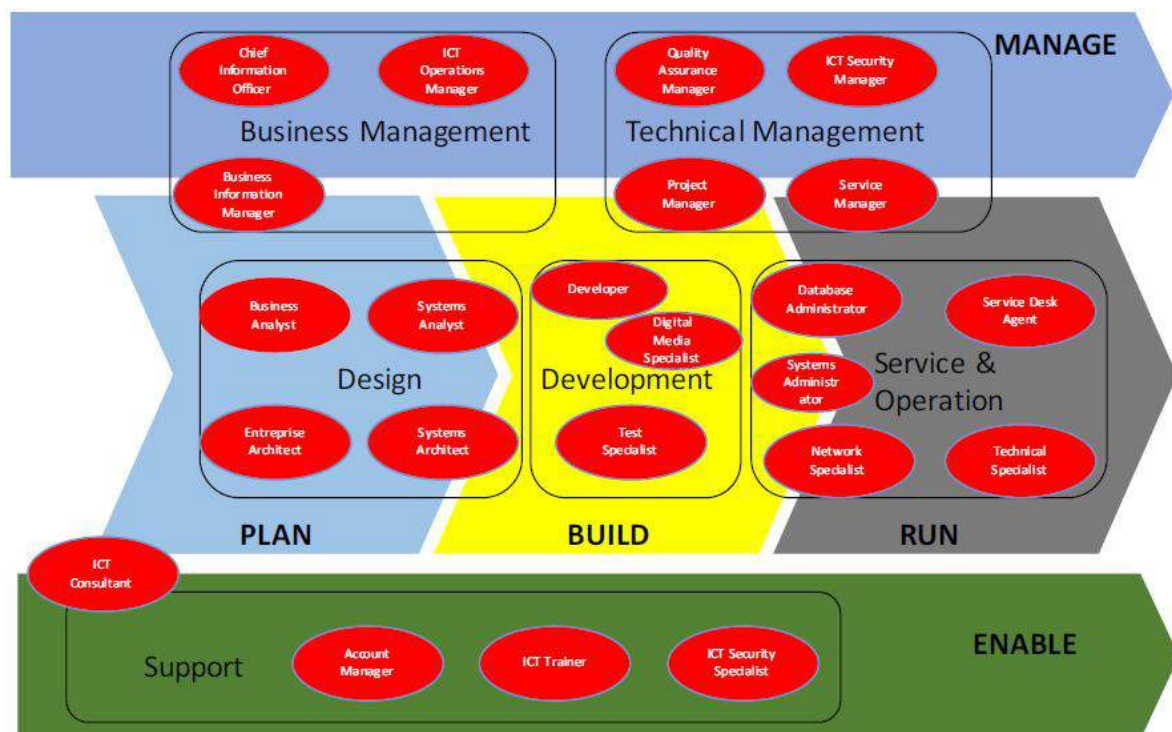 MANAGE
Chief
Information
Officer
ICT
Operations
Manager
Business Management
Business
Information
Manager
Quality
Assurance
Manager
ICT Security
Manager
Technical Management
Project
Manager
Service
Manager
Business
Analyst
Systems
Analyst
Design
Entreprise
Architect
Systems
Architect
PLAN
Developer
Digital
Media
Specialist
Development
Test
Specialist
BUILD
Database
Administrator
Service Desk
Agent
Systems
Administr
ator
Service &
Operation
Network
Specialist
Technical
Specialist
RUN
ICT
Consultant
Support
Account
Manager
ICT Trainer
ICT Security
Specialist
ENABLE